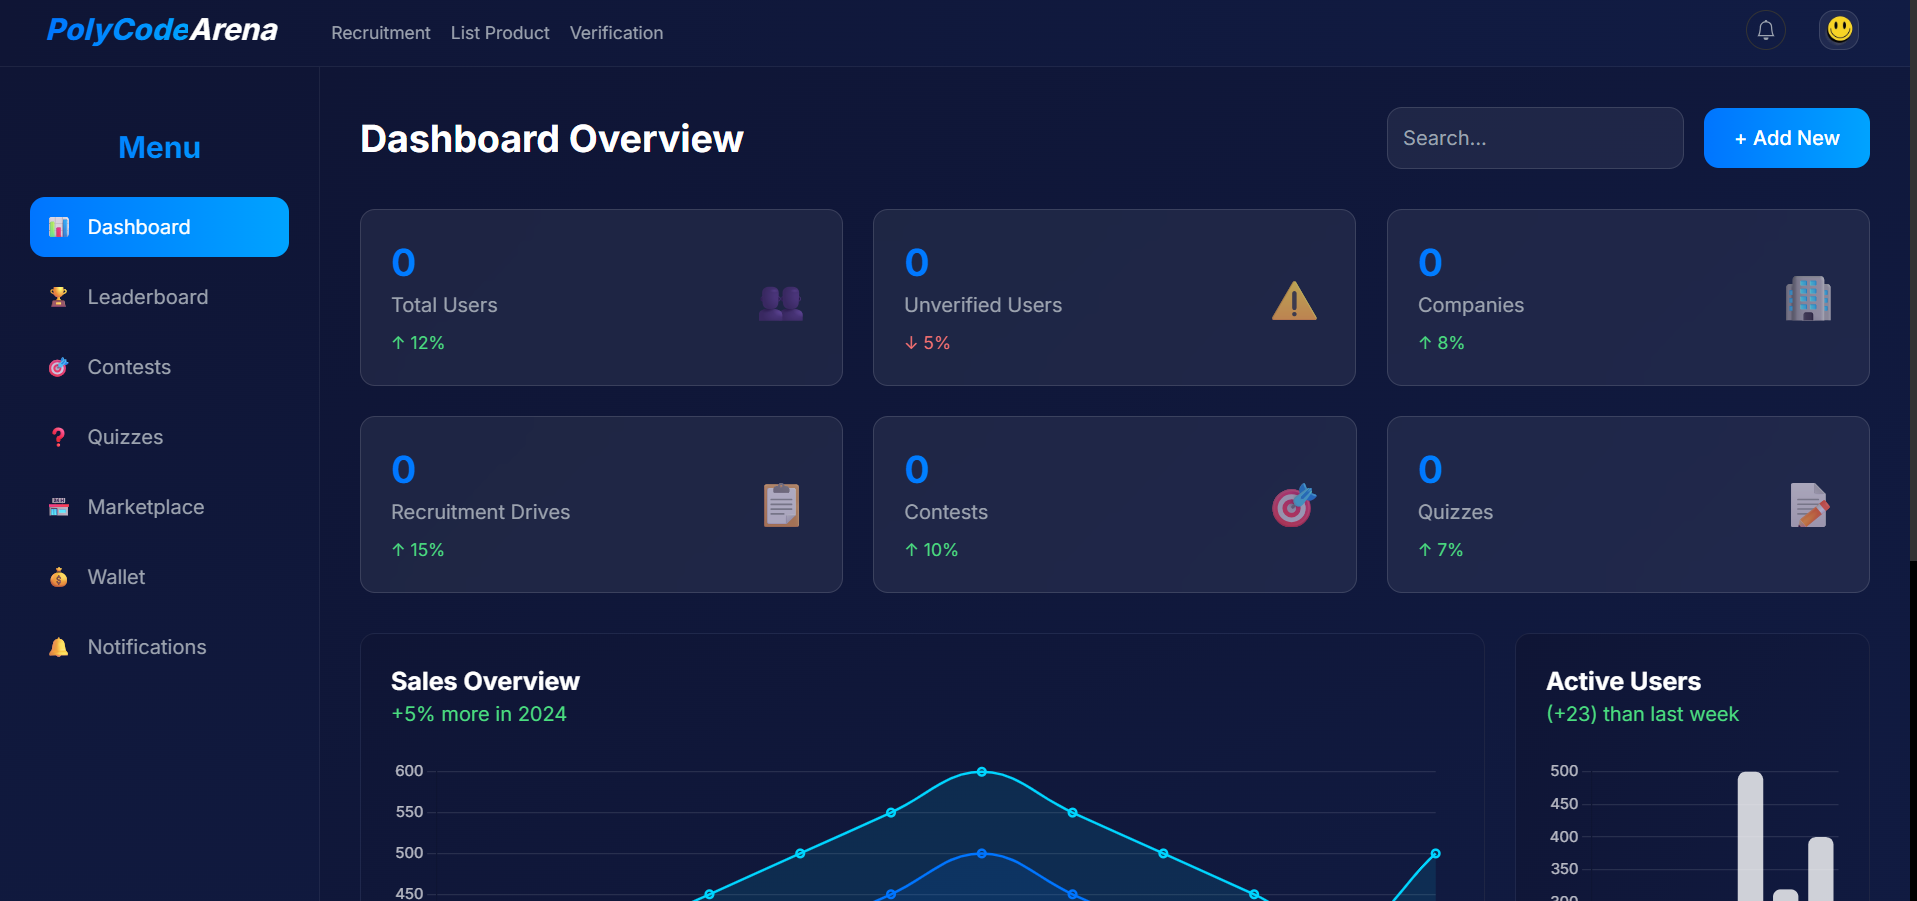 PolyCodeArena
Recruitment List Product Verification
Menu
Dashboard
Leaderboard
Contests
Quizzes
Marketplace
Wallet
Notifications
Dashboard Overview
Search...
+ Add New
0
Total Users
↑ 12%
0
Unverified Users
↓ 5%
0
Companies
↑ 8%
0
Recruitment Drives
↑ 15%
0
Contests
↑ 10%
0
Quizzes
↑ 7%
Sales Overview
+5% more in 2024
600
550
500
450
Active Users
(+23) than last week
500
450
400
350
300